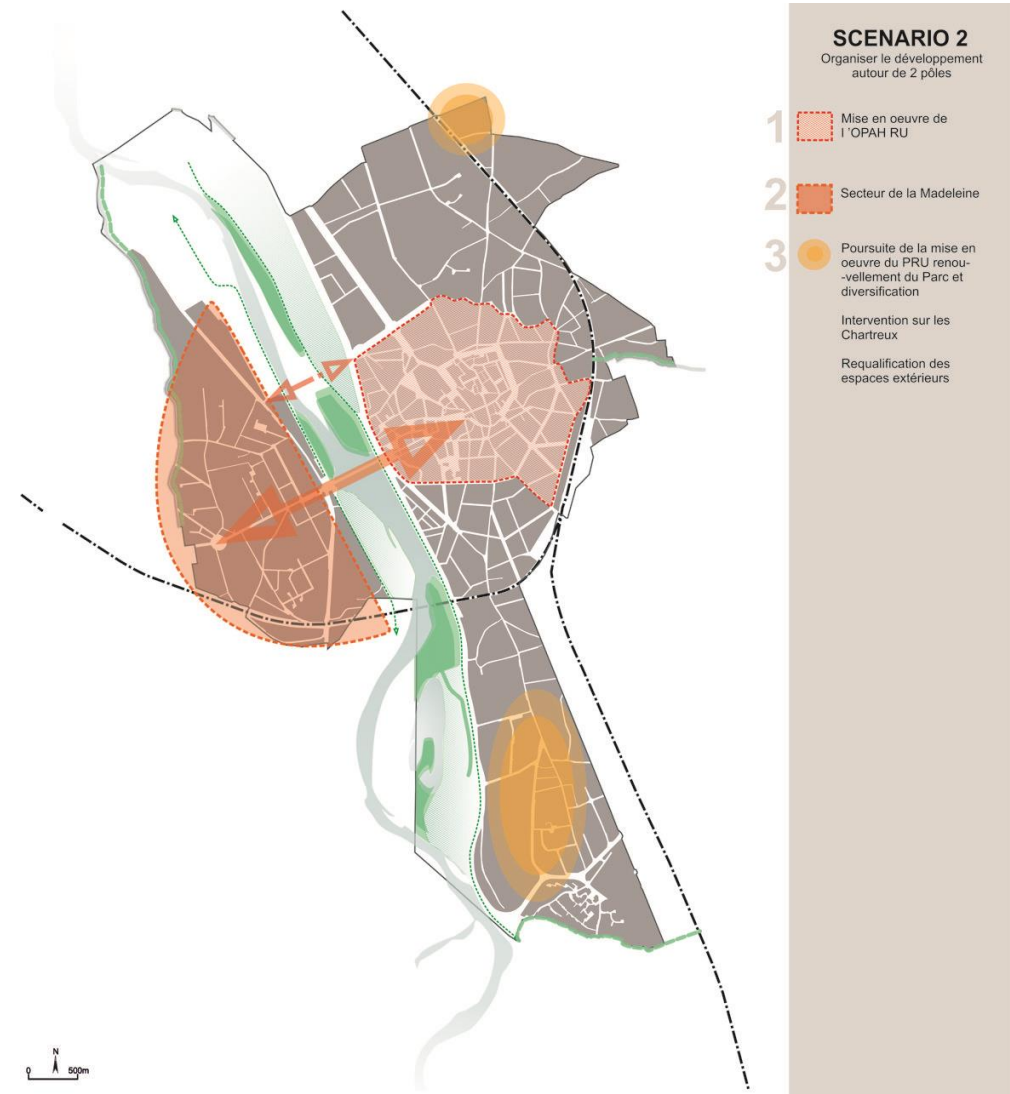 SCENARIO 2
Organiser le développement
autour de 2 pôles
1
Mise en oeuvre de
l 'OPAH RU
2
Secteur de la Madeleine
3
Poursuite de la mise en
oeuvre du PRU renou-
-vellement du Parc et
diversification
Intervention sur les
Chartreux
Requalification des
espaces extérieurs
N
0 500m